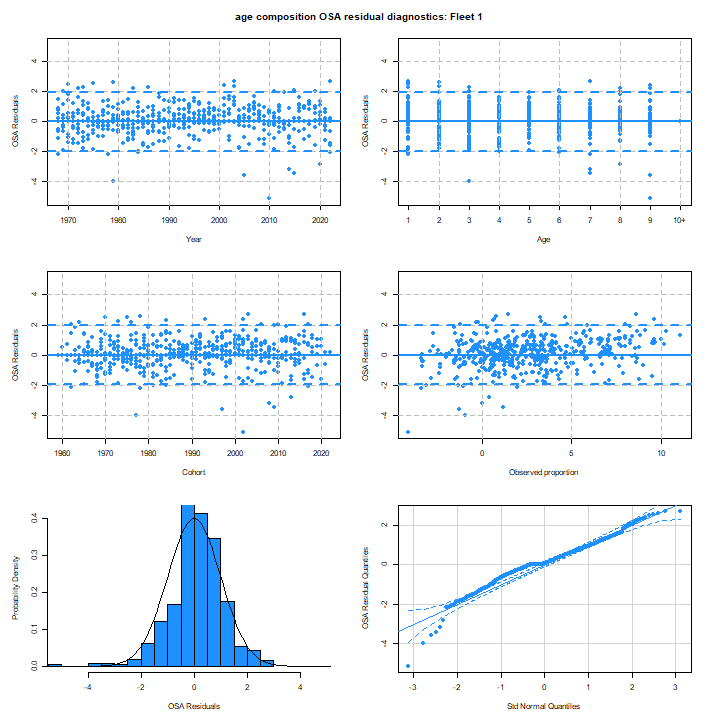 age composition OSA residual diagnostics: Fleet 1
OSA Residuals
4
2
0
-2
-4
1970 1980 1990 2000 2010 2020
Year
OSA Residuals
4
2
0
-2
-4
1 2 3 4 5 6 7 8 9 10+
Age
OSA Residuals
4
2
0
-2
-4
1960 1970 1980 1990 2000 2010 2020
Cohort
OSA Residuals
4
2
0
-2
-4
0 5 10
Observed proportion
Probability Density
0.4
0.3
0.2
0.1
0.0
-4 -2 0 2 4
OSA Residuals
OSA Residual Quantiles
2
0
-2
-4
-3 -2 -1 0 1 2 3
Std Normal Quantiles